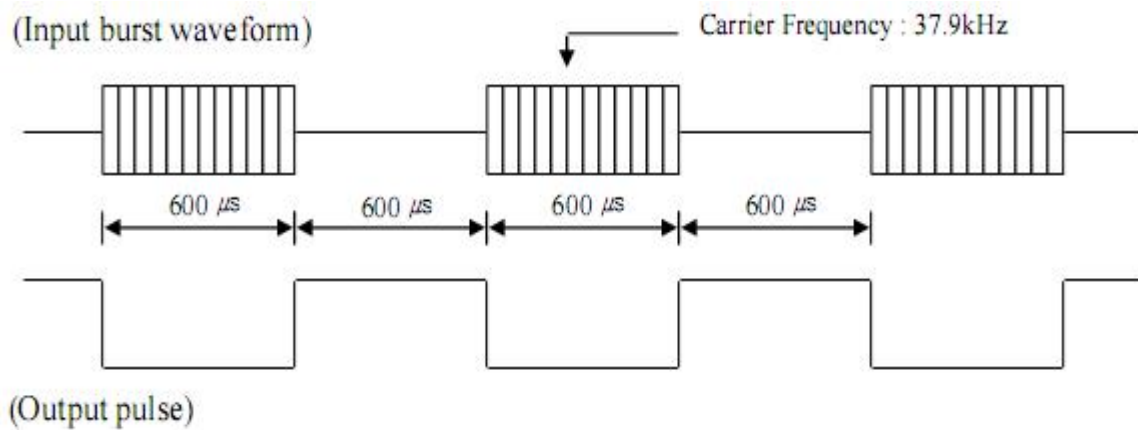 (Input burst waveform)
Carrier Frequency : 37.9kHz
600 μs
600 μs
600 μs
600 μs
(Output pulse)